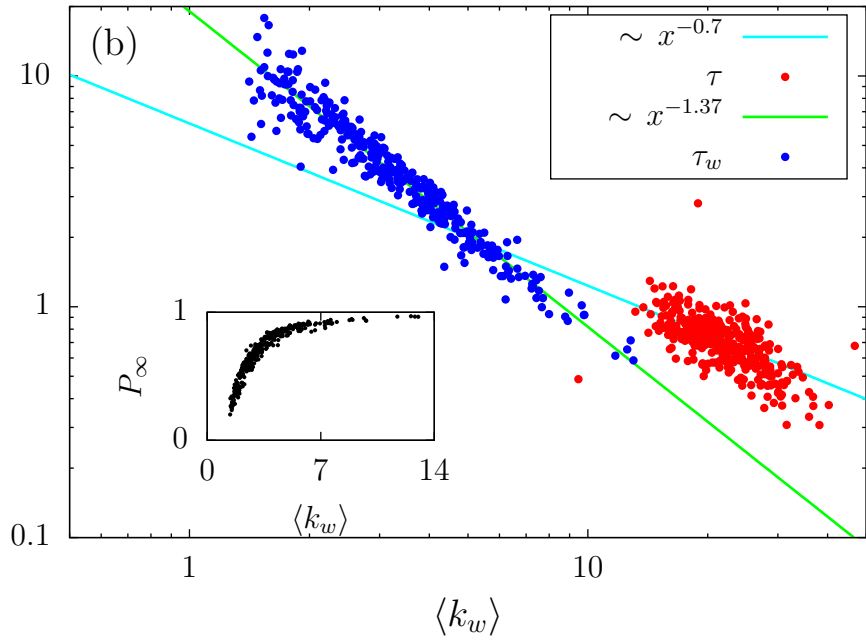 (b)
∼ x^{-0.7}
τ
∼ x^{-1.37}
τ_w
10
1
0.1
1
10
⟨k_w⟩
P_∞
1
0
0
7
14
⟨k_w⟩